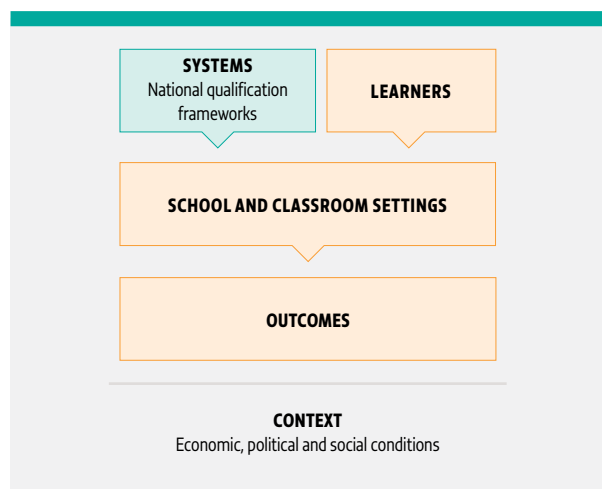 SYSTEMS
National qualification
frameworks
LEARNERS
SCHOOL AND CLASSROOM SETTINGS
OUTCOMES
CONTEXT
Economic, political and social conditions